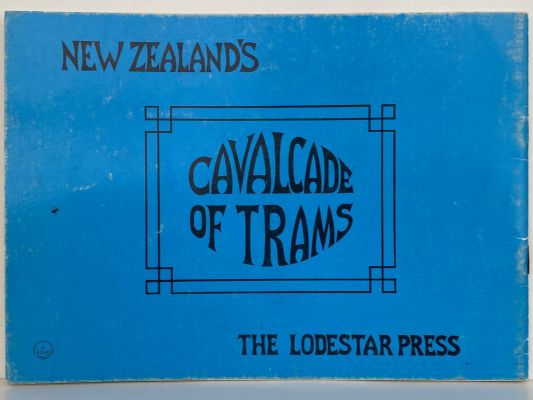 NEW ZEALAND'S
CAVALCADE
OF TRAMS
THE LODESTAR PRESS